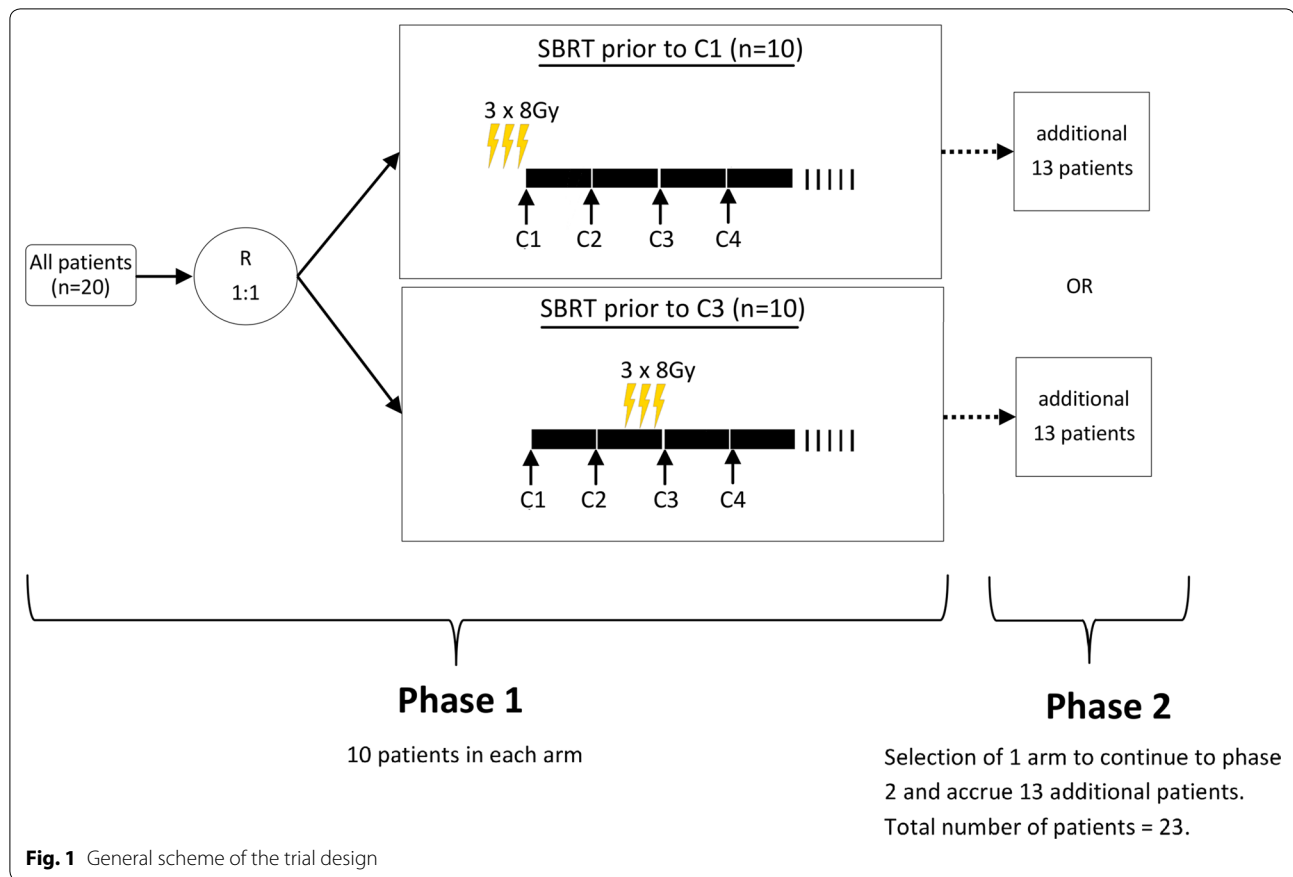 All patients
(n=20)
R
1:1
SBRT prior to C1 (n=10)
3 x 8Gy
C1 C2 C3 C4
SBRT prior to C3 (n=10)
3 x 8Gy
C1 C2 C3 C4
additional
13 patients
OR
additional
13 patients
Phase 1
10 patients in each arm
Phase 2
Selection of 1 arm to continue to phase
2 and accrue 13 additional patients.
Total number of patients = 23.
Fig. 1 General scheme of the trial design